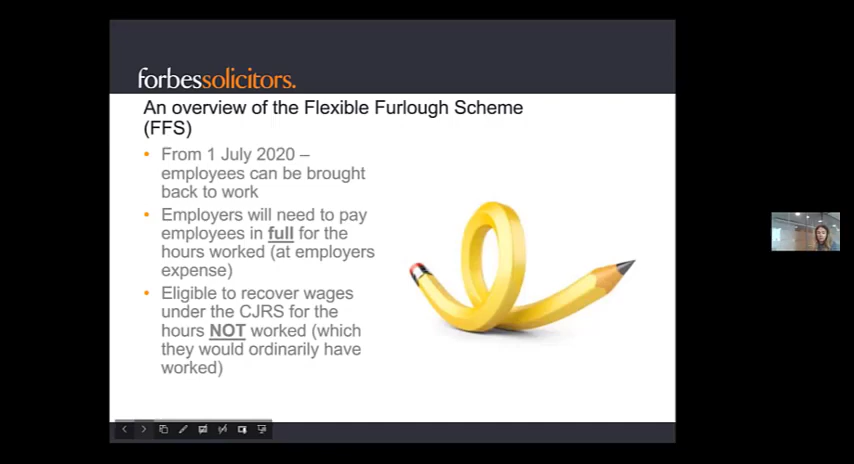 forbessolicitors.
An overview of the Flexible Furlough Scheme
(FFS)
• From 1 July 2020 –
employees can be brought
back to work
• Employers will need to pay
employees in full for the
hours worked (at employers
expense)
• Eligible to recover wages
under the CJRS for the
hours NOT worked (which
they would ordinarily have
worked)